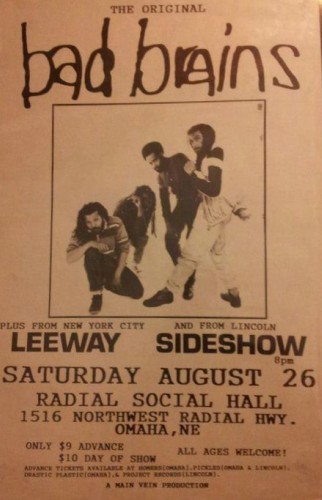 THE ORIGINAL
bad brains
PLUS FROM NEW YORK CITY AND FROM LINCOLN
LEEWAY SIDESHOW
8pm
SATURDAY AUGUST 26
RADIAL SOCIAL HALL
1516 NORTHWEST RADIAL HWY.
OMAHA,NE
ONLY $9 ADVANCE
$10 DAY OF SHOW
ALL AGES WELCOME!
ADVANCE TICKETS AVAILABLE AT HOMERS(OMAHA),PICKLES(OMAHA & LINCOLN),
DRASTIC PLASTIC(OMAHA),& PROJECT RECORDS(LINCOLN).
A MAIN VEIN PRODUCTION